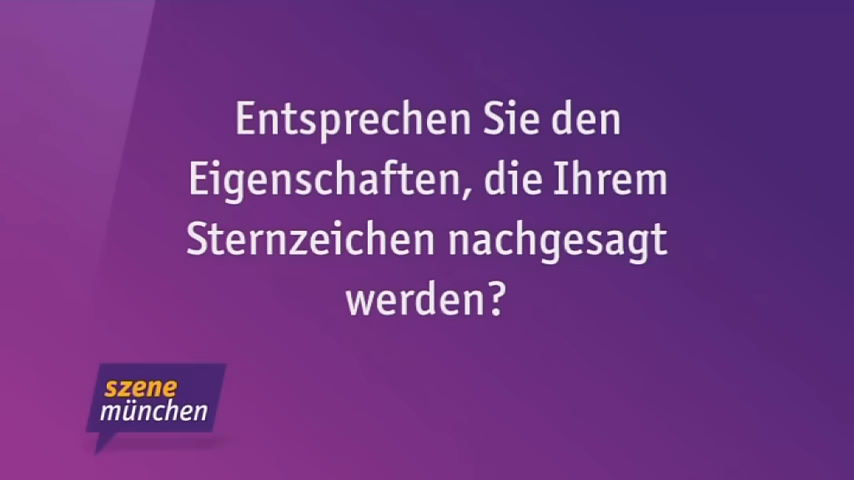 Entsprechen Sie den
Eigenschaften, die Ihrem
Sternzeichen nachgesagt
werden?
szene
münchen